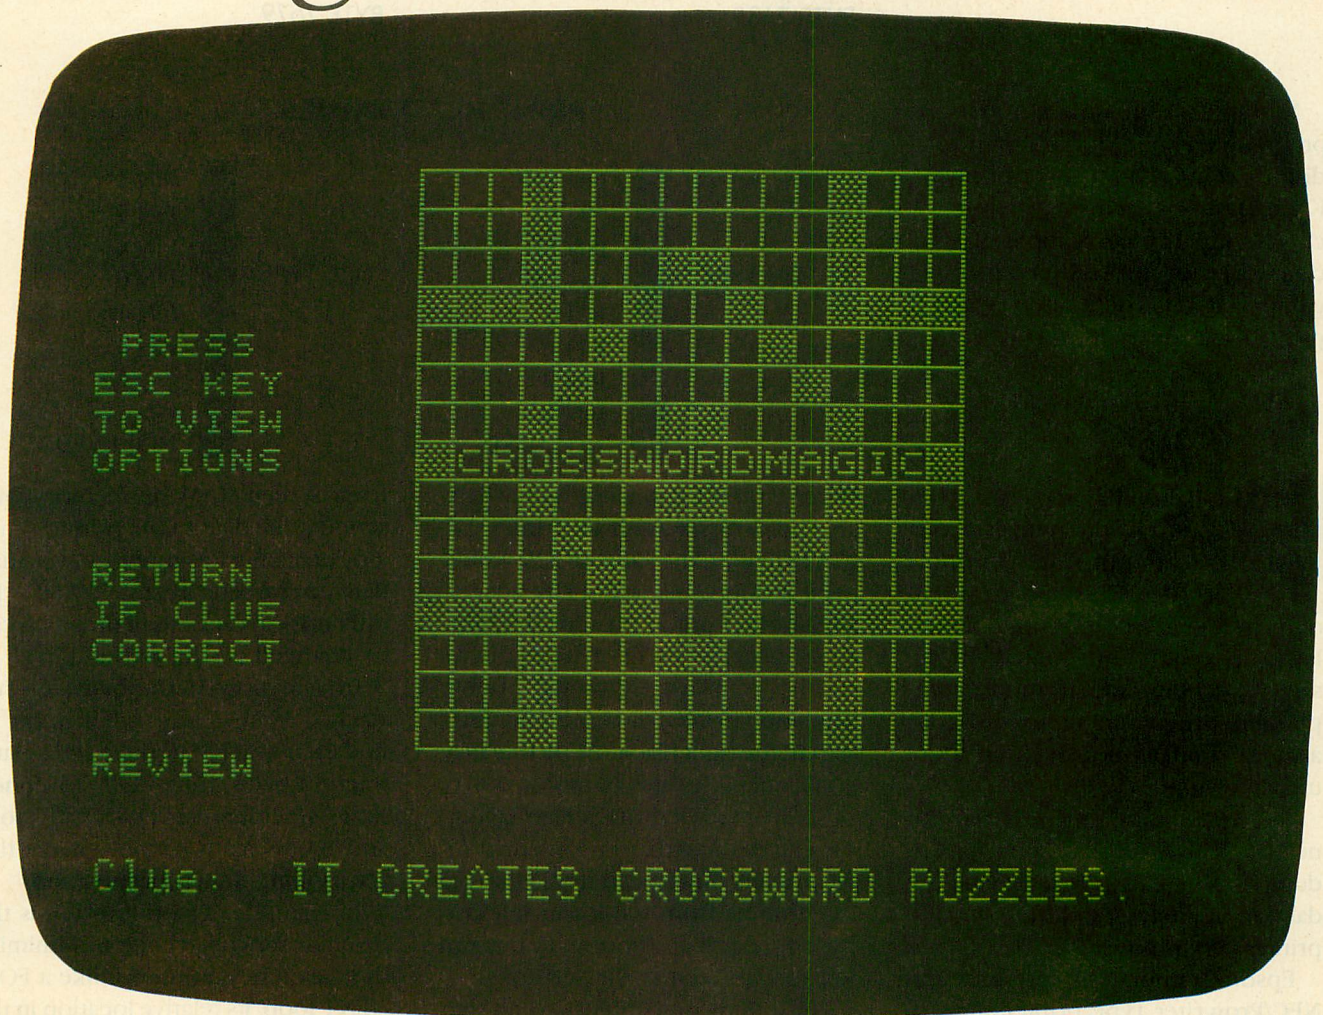 PRESS
ESC KEY
TO VIEW
OPTIONS
CROSSWORDMAGIC
RETURN
IF CLUE
CORRECT
REVIEW
Clue: IT CREATES CROSSWORD PUZZLES.